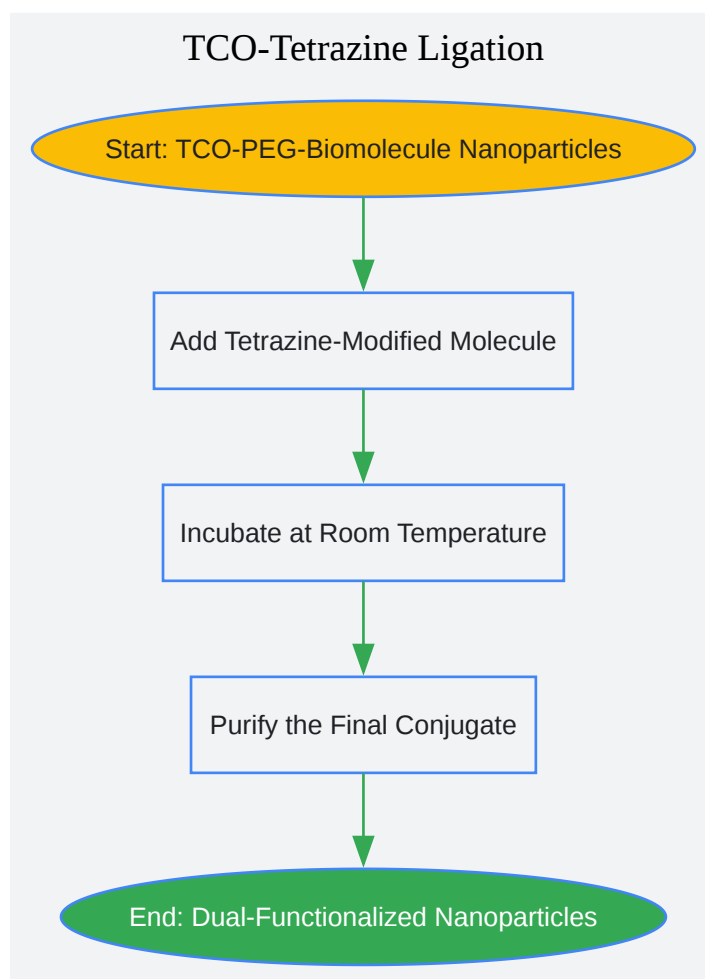 TCO-Tetrazine Ligation
Start: TCO-PEG-Biomolecule Nanoparticles
Add Tetrazine-Modified Molecule
Incubate at Room Temperature
Purify the Final Conjugate
End: Dual-Functionalized Nanoparticles